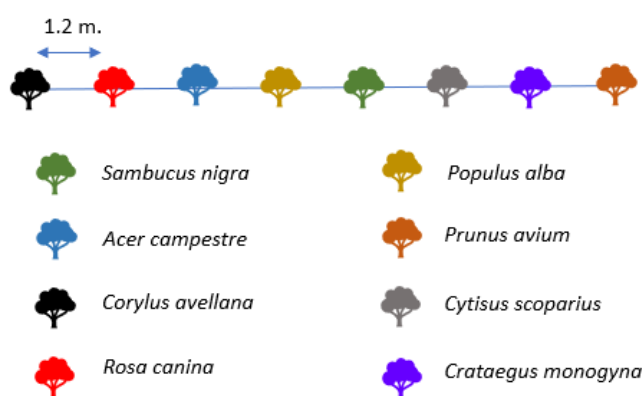 1.2 m.
Sambucus nigra
Populus alba
Acer campestre
Prunus avium
Corylus avellana
Cytisus scoparius
Rosa canina
Crataegus monogyna